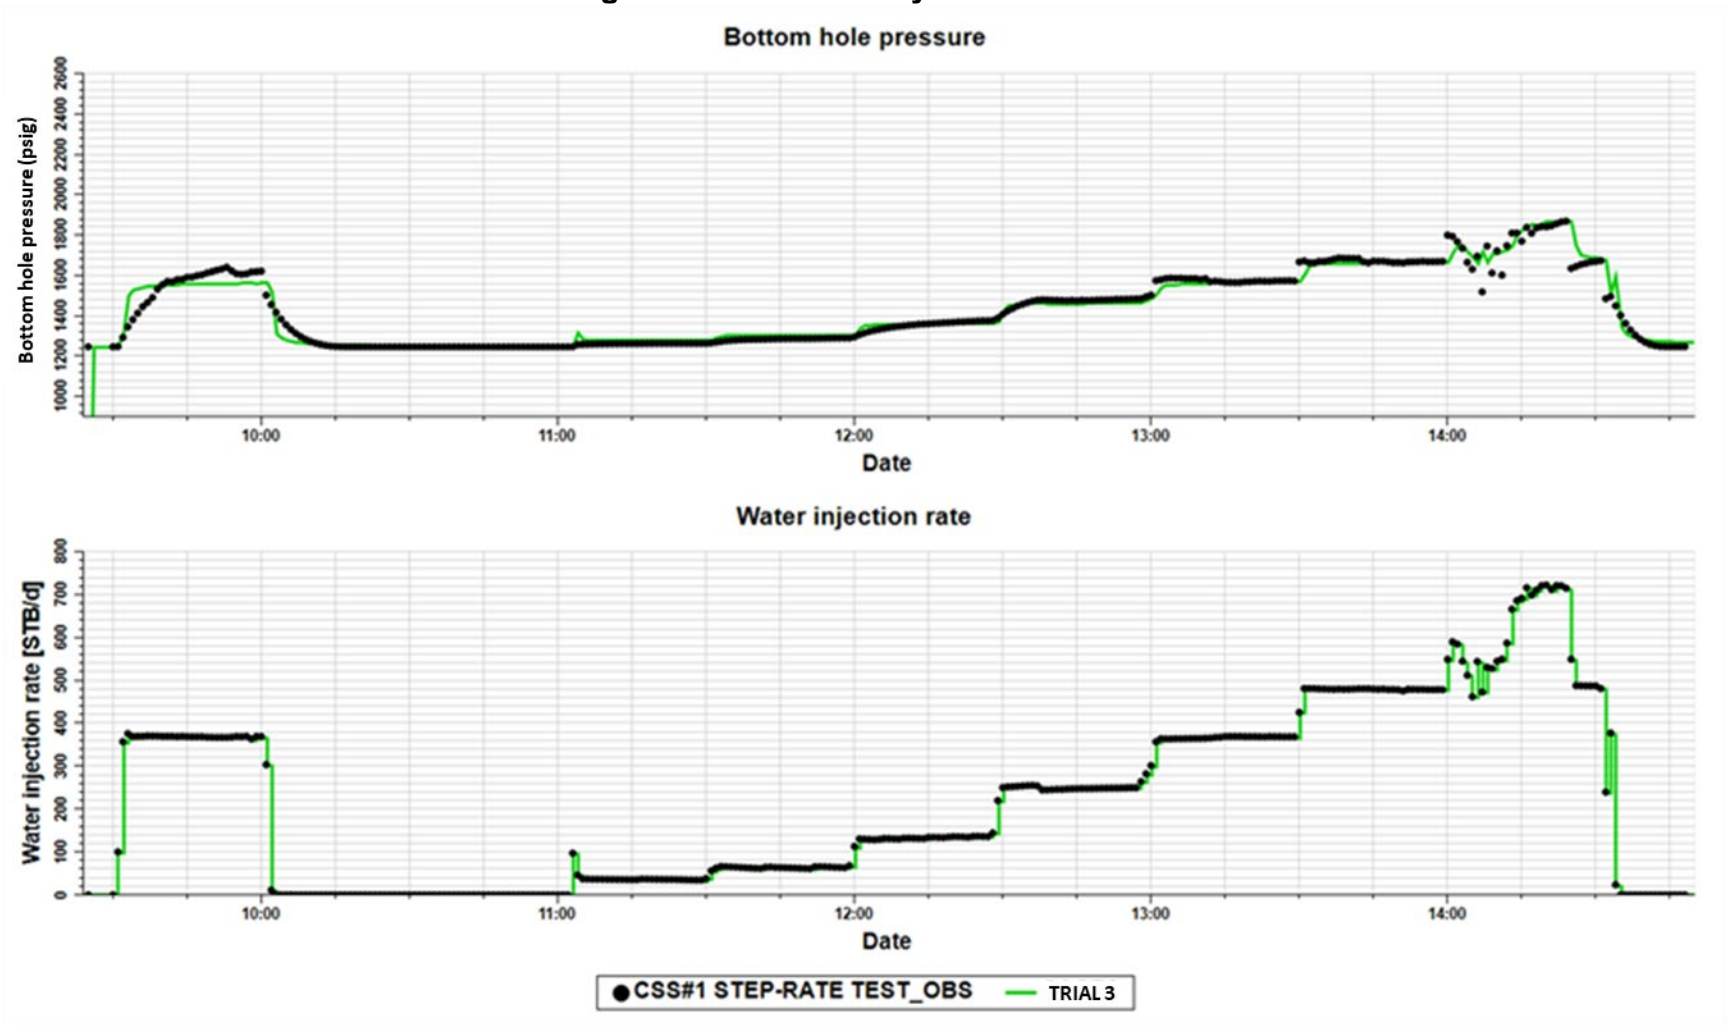 Bottom hole pressure
Bottom hole pressure (psig)
2600
2400
2200
2000
1800
1600
1400
1200
1000
10:00 11:00 12:00 13:00 14:00
Date
Water injection rate
Water injection rate [STB/d]
800
700
600
500
400
300
200
100
0
10:00 11:00 12:00 13:00 14:00
Date
CSS#1 STEP-RATE TEST_OBS TRIAL 3